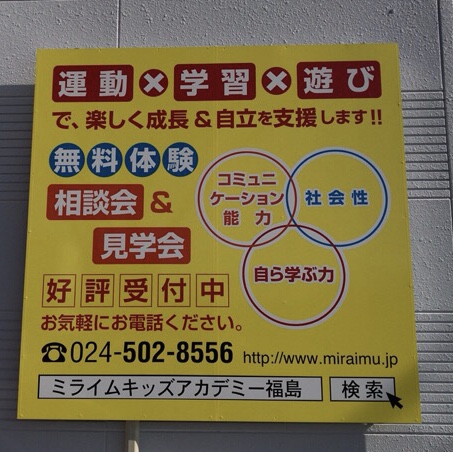 運動×学習×遊び
で、楽しく成長&自立を支援します!!
無料体験
相談会&
見学会
コミュニ
ケーション
能力
社会性
自ら学ぶ力
好評受付中
お気軽にお電話ください。
☎024-502-8556 http://www.miraimu.jp
ミライムキッズアカデミー福島 検索